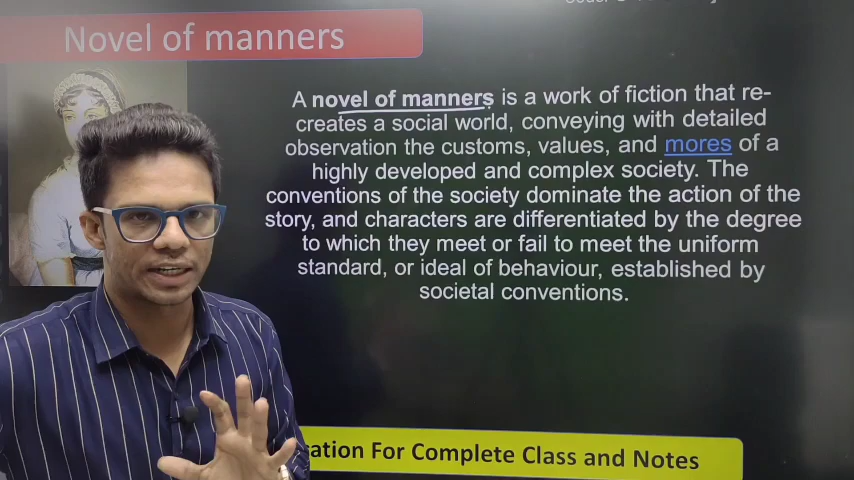 Novel of manners
A novel of manners is a work of fiction that re-
creates a social world, conveying with detailed
observation the customs, values, and mores of a
highly developed and complex society. The
conventions of the society dominate the action of the
story, and characters are differentiated by the degree
to which they meet or fail to meet the uniform
standard, or ideal of behaviour, established by
societal conventions.
For Complete Class and Notes